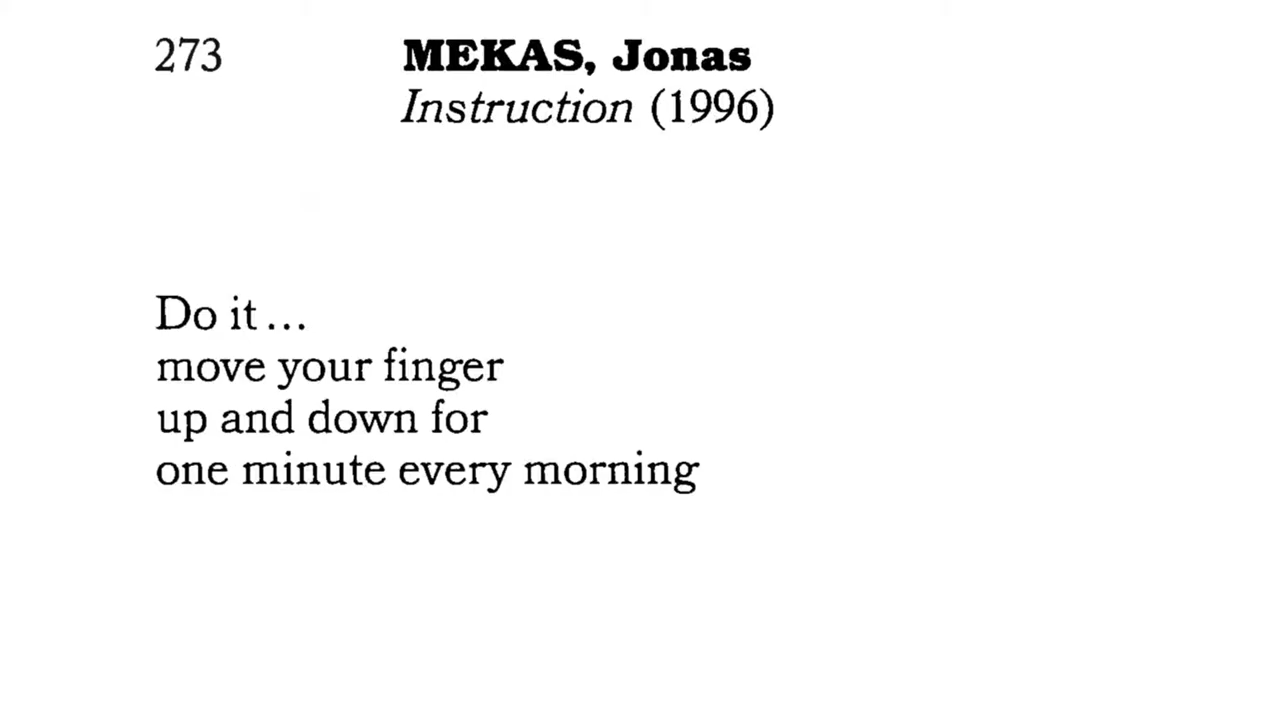 273 MEKAS, Jonas
Instruction (1996)
Do it...
move your finger
up and down for
one minute every morning